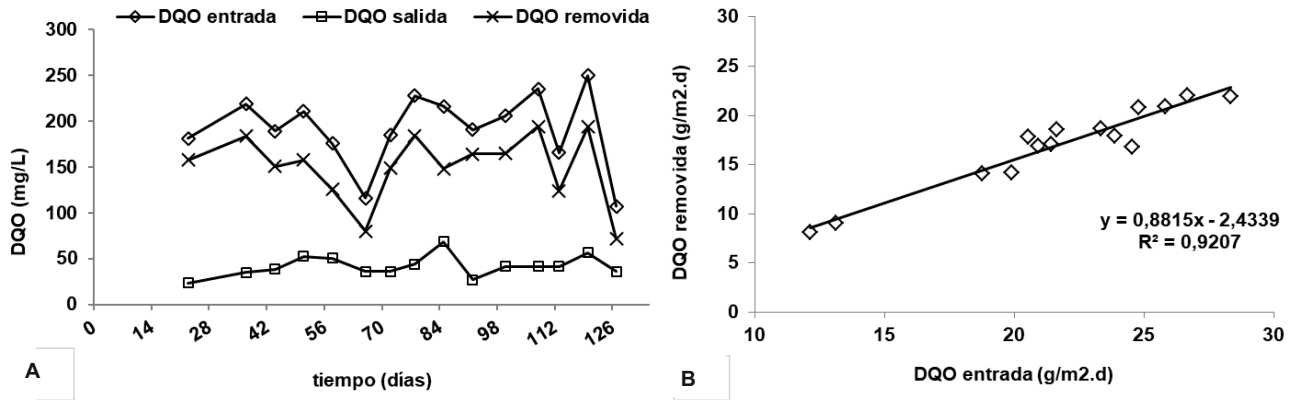 DQO entrada DQO salida DQO removida
DQO (mg/L)
300
250
200
150
100
50
0
0 14 28 42 56 70 84 98 112 126
tiempo (días)
A
DQO removida (g/m2.d)
30
25
20
15
10
5
0
y = 0,8815x - 2,4339
R² = 0,9207
10 15 20 25 30
DQO entrada (g/m2.d)
B